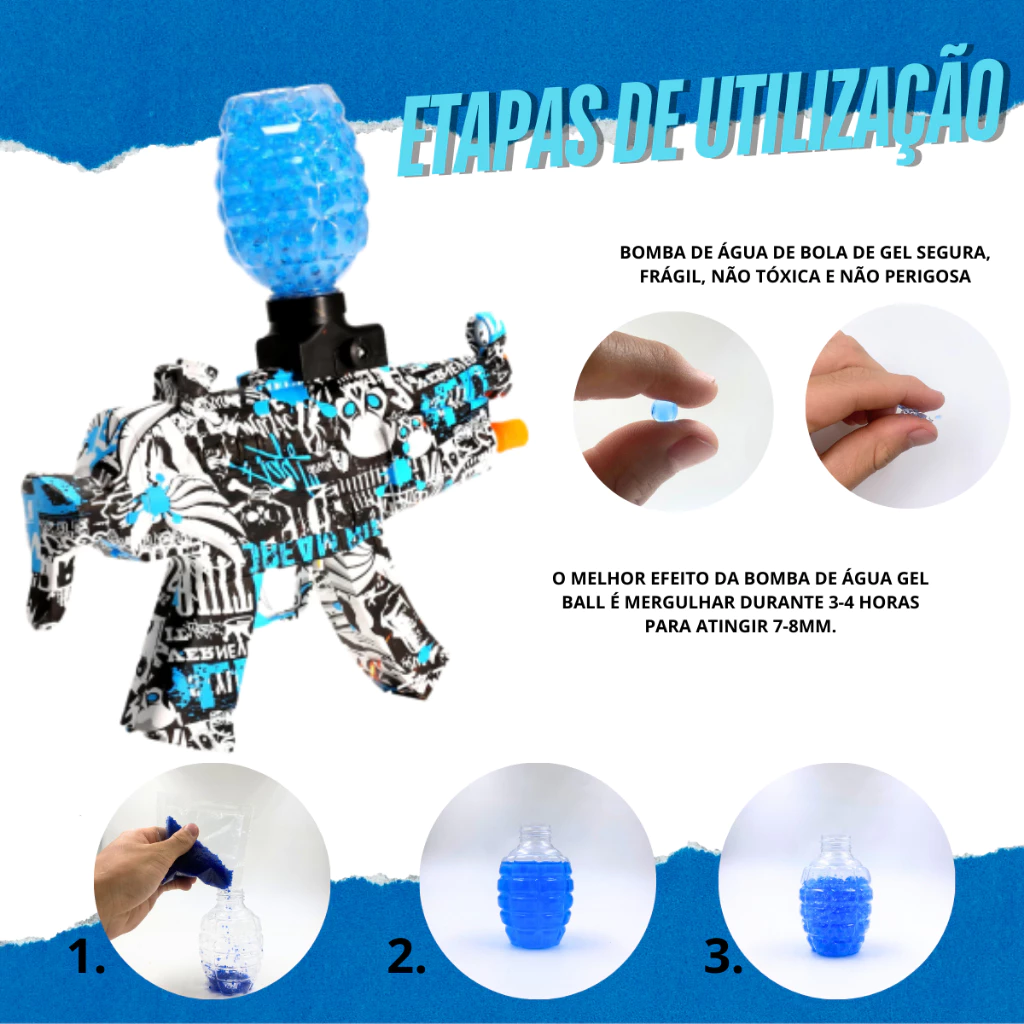 ETAPAS DE UTILIZAÇÃO
BOMBA DE ÁGUA DE BOLA DE GEL SEGURA,
FRÁGIL, NÃO TÓXICA E NÃO PERIGOSA
O MELHOR EFEITO DA BOMBA DE ÁGUA GEL
BALL É MERGULHAR DURANTE 3-4 HORAS
PARA ATINGIR 7-8MM.
1.
2.
3.